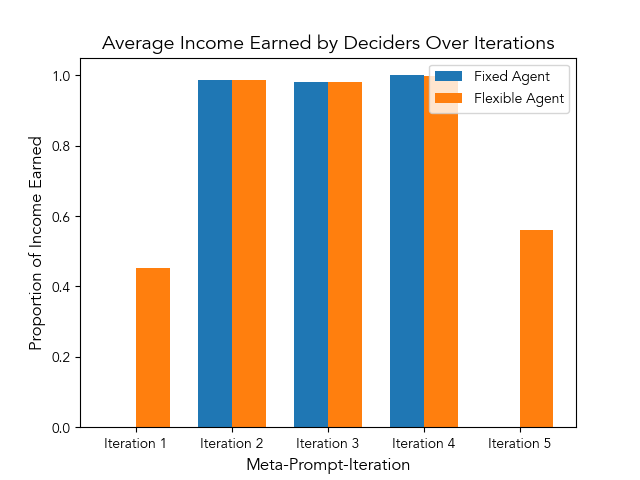 Average Income Earned by Deciders Over Iterations
Fixed Agent
Flexible Agent
Proportion of Income Earned
1.0
0.8
0.6
0.4
0.2
0.0
Iteration 1
Iteration 2
Iteration 3
Iteration 4
Iteration 5
Meta-Prompt-Iteration